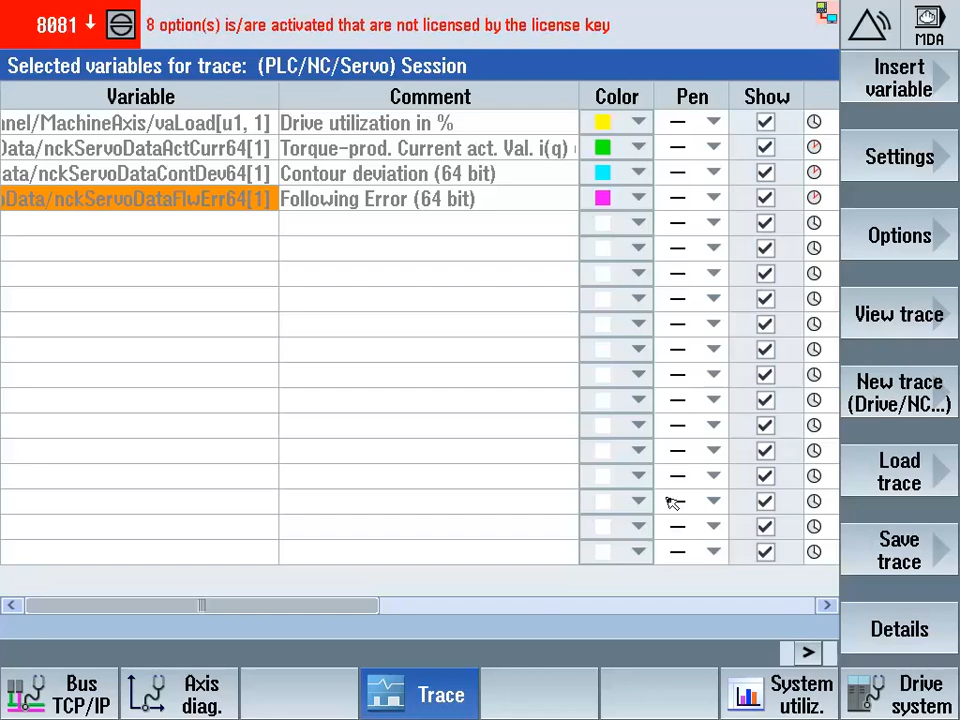 8081
8 option(s) is/are activated that are not licensed by the license key
MDA
Selected variables for trace: (PLC/NC/Servo) Session
Variable Comment Color Pen Show
nnel/MachineAxis/vaLoad[u1, 1] Drive utilization in %
Data/nckServoDataActCurr64[1] Torque-prod. Current act. Val. i(q)
ata/nckServoDataContDev64[1] Contour deviation (64 bit)
Data/nckServoDataFlwErr64[1] Following Error (64 bit)
Insert
variable
Settings
Options
View trace
New trace
(Drive/NC...)
Load
trace
Save
trace
Details
>
Bus
TCP/IP
Axis
diag.
Trace
System
utiliz.
Drive
system